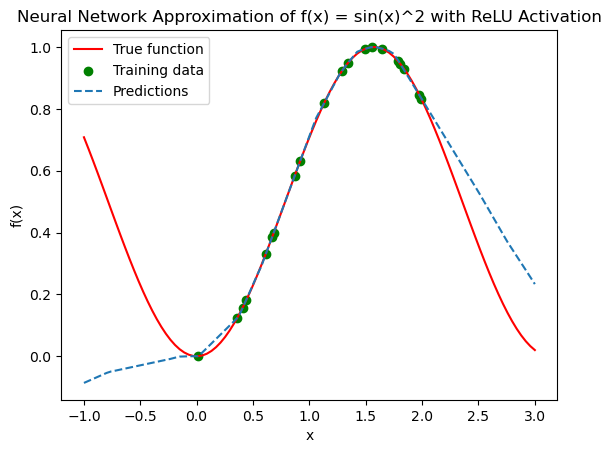 Neural Network Approximation of f(x) = sin(x)^2 with ReLU Activation
True function
Training data
Predictions
f(x)
1.0
0.8
0.6
0.4
0.2
0.0
−1.0 −0.5 0.0 0.5 1.0 1.5 2.0 2.5 3.0
x